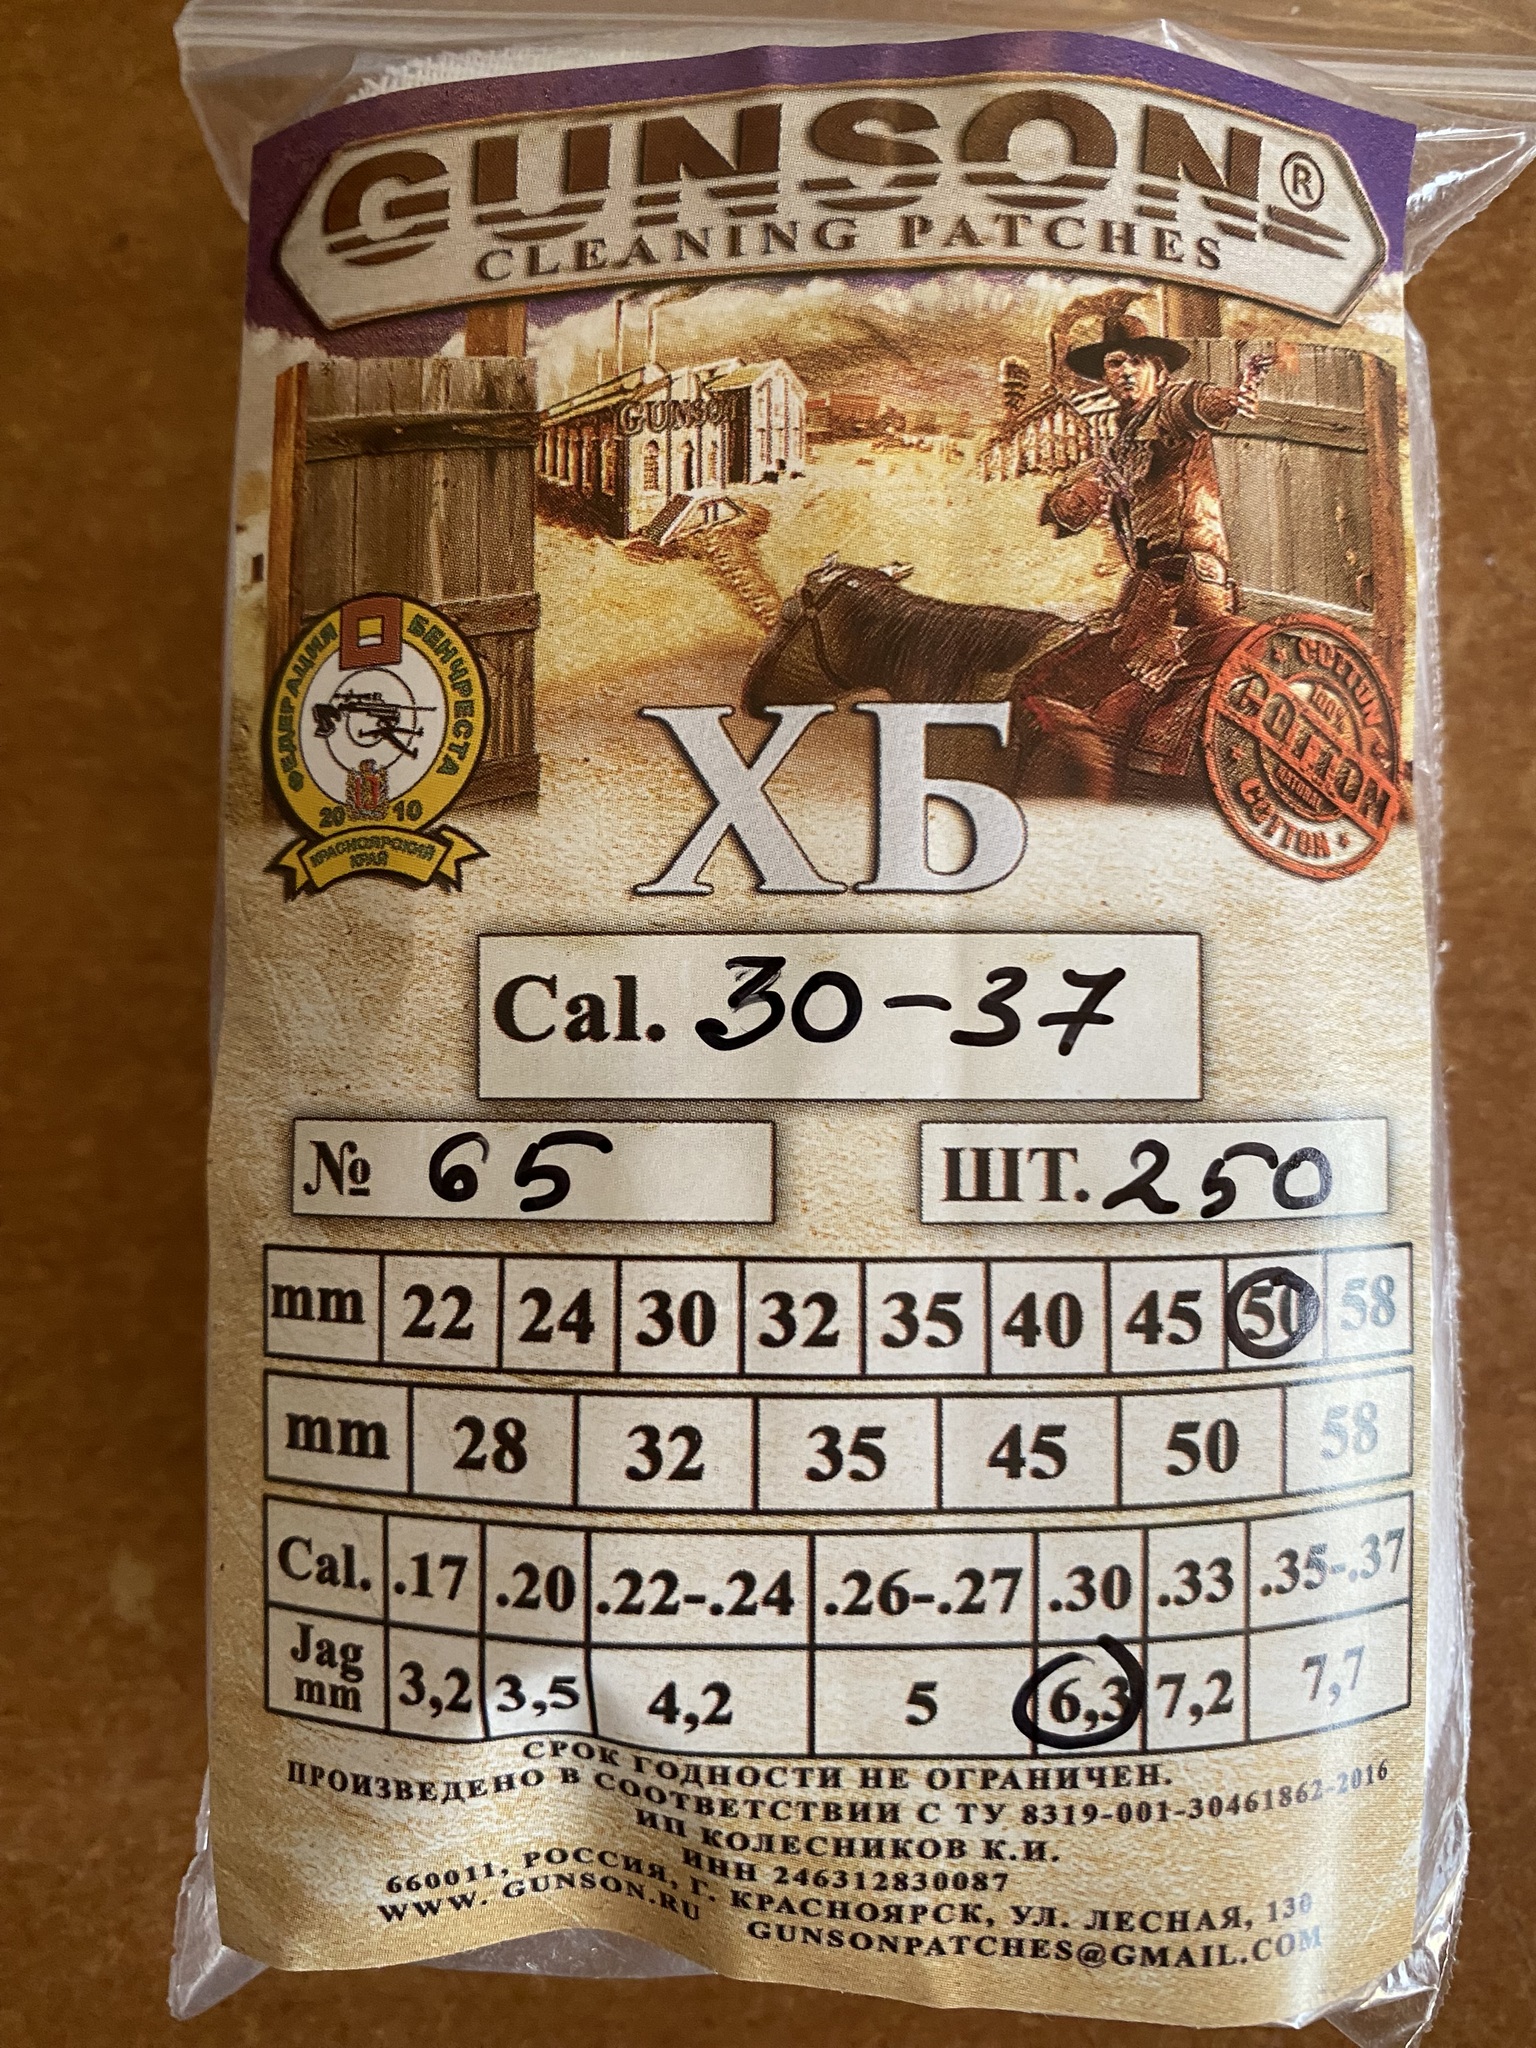 GUNSON®
CLEANING PATCHES
GUNSON
ФЕДЕРАЦИЯ БЕНЧРЕСТА
2010
КРАСНОЯРСКИЙ
КРАЙ
COTTON
100%
COTTON
COTTON
ХБ
Cal. 30-37
№ 65 ШТ. 250
mm 22 24 30 32 35 40 45 50 58
mm 28 32 35 45 50 58
Cal. .17 .20 .22-.24 .26-.27 .30 .33 .35-.37
Jag mm 3,2 3,5 4,2 5 6,3 7,2 7,7
СРОК ГОДНОСТИ НЕ ОГРАНИЧЕН.
ПРОИЗВЕДЕНО В СООТВЕТСТВИИ С ТУ 8319-001-30461862-2016
ИП КОЛЕСНИКОВ К.И.
ИНН 246312830087
660011, РОССИЯ, Г. КРАСНОЯРСК, УЛ. ЛЕСНАЯ, 130
WWW. GUNSON.RU GUNSONPATCHES@GMAIL.COM